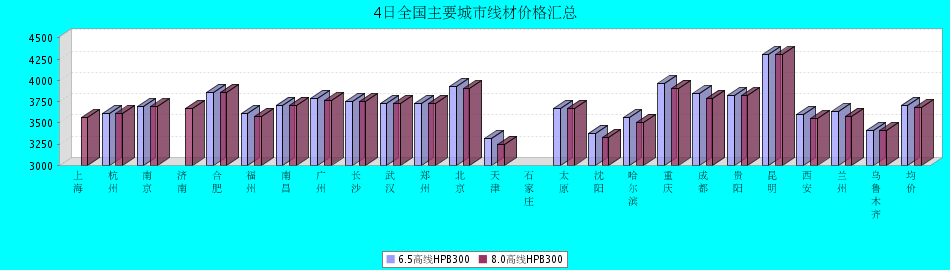 4日全国主要城市线材价格汇总
4500
4250
4000
3750
3500
3250
3000
上海
杭州
南京
济南
合肥
福州
南昌
广州
长沙
武汉
郑州
北京
天津
石家庄
太原
沈阳
哈尔滨
重庆
成都
贵阳
昆明
西安
兰州
乌鲁木齐
均价
6.5高线HPB300
8.0高线HPB300